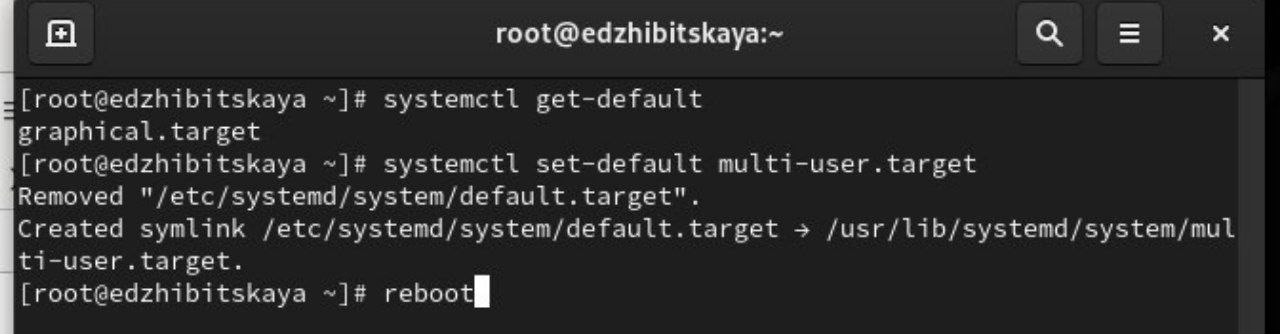 root@edzhibitskaya:~
[root@edzhibitskaya ~]# systemctl get-default
graphical.target
[root@edzhibitskaya ~]# systemctl set-default multi-user.target
Removed "/etc/systemd/system/default.target".
Created symlink /etc/systemd/system/default.target → /usr/lib/systemd/system/mul
ti-user.target.
[root@edzhibitskaya ~]# reboot